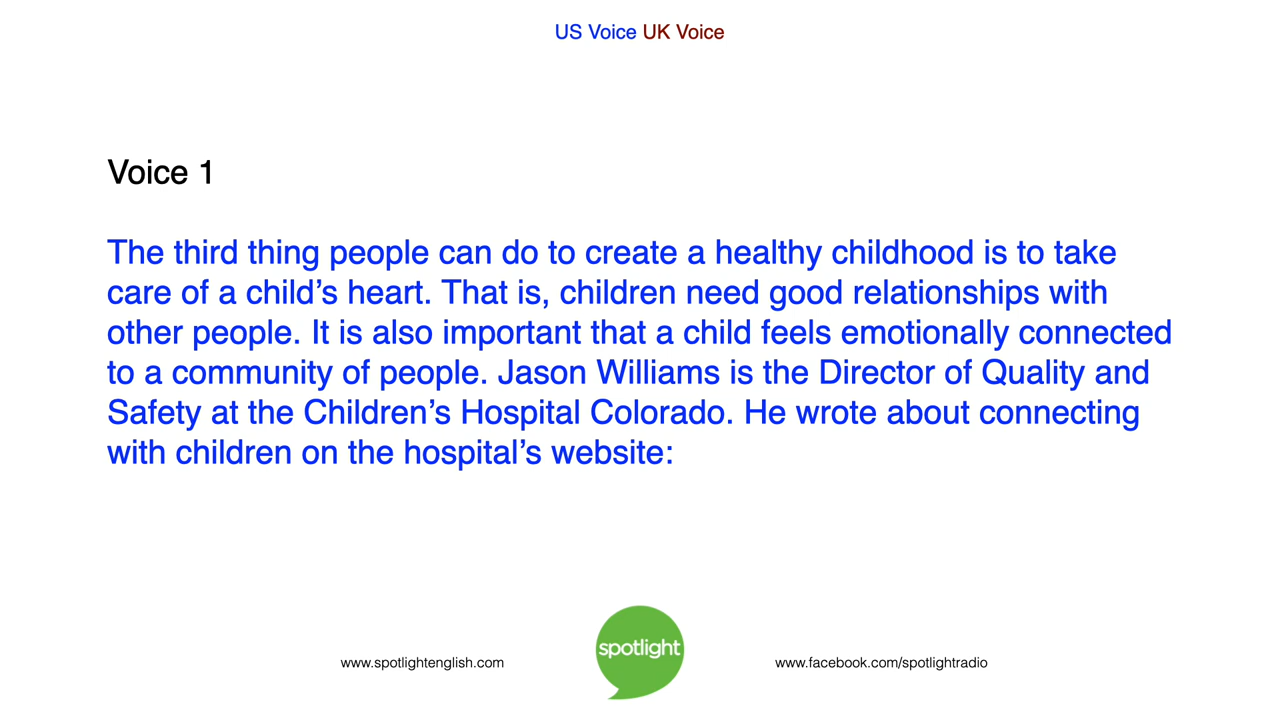 US Voice UK Voice
Voice 1
The third thing people can do to create a healthy childhood is to take
care of a child’s heart. That is, children need good relationships with
other people. It is also important that a child feels emotionally connected
to a community of people. Jason Williams is the Director of Quality and
Safety at the Children’s Hospital Colorado. He wrote about connecting
with children on the hospital’s website:
spotlight
www.spotlightenglish.com
www.facebook.com/spotlightradio